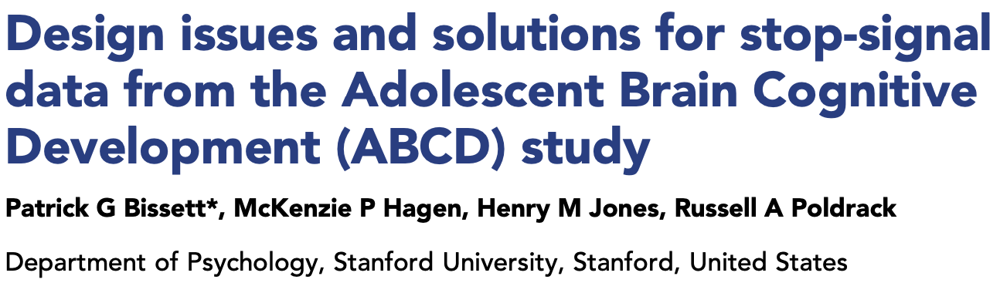 Design issues and solutions for stop-signal
data from the Adolescent Brain Cognitive
Development (ABCD) study
Patrick G Bissett*, McKenzie P Hagen, Henry M Jones, Russell A Poldrack
Department of Psychology, Stanford University, Stanford, United States